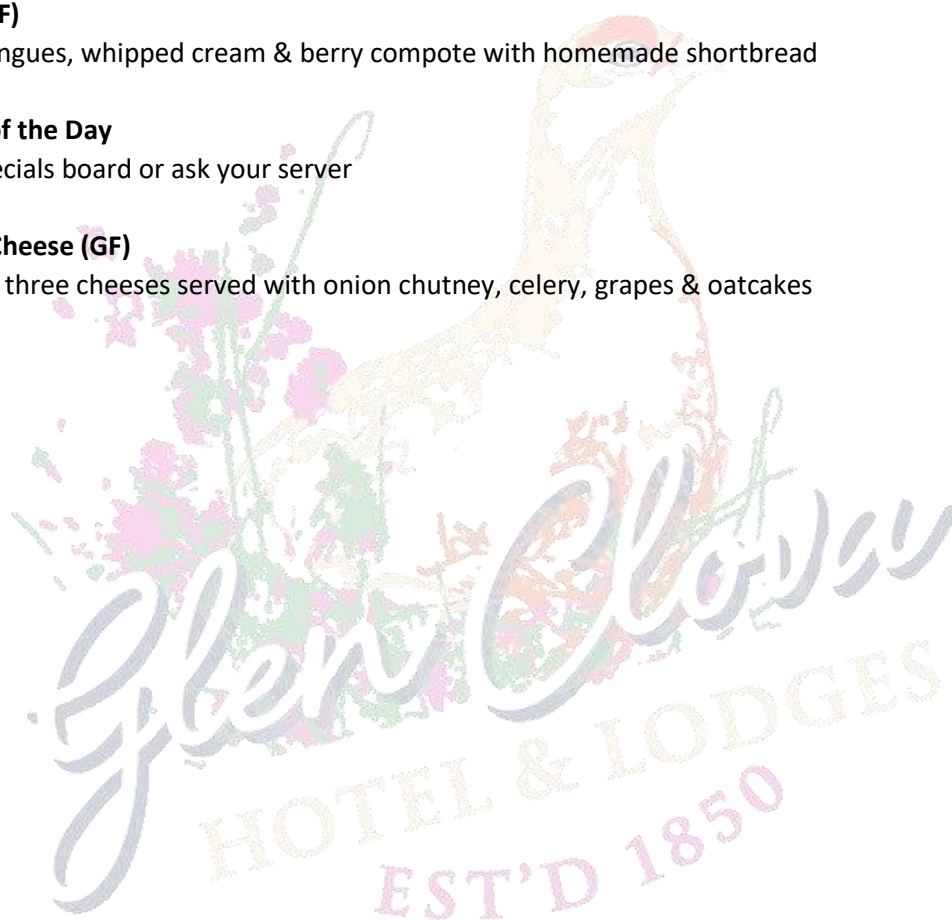 F)
ngues, whipped cream & berry compote with homemade shortbread
of the Day
ecials board or ask your server
Cheese (GF)
three cheeses served with onion chutney, celery, grapes & oatcakes
Glen Clova
HOTEL & LODGES
EST'D 1850